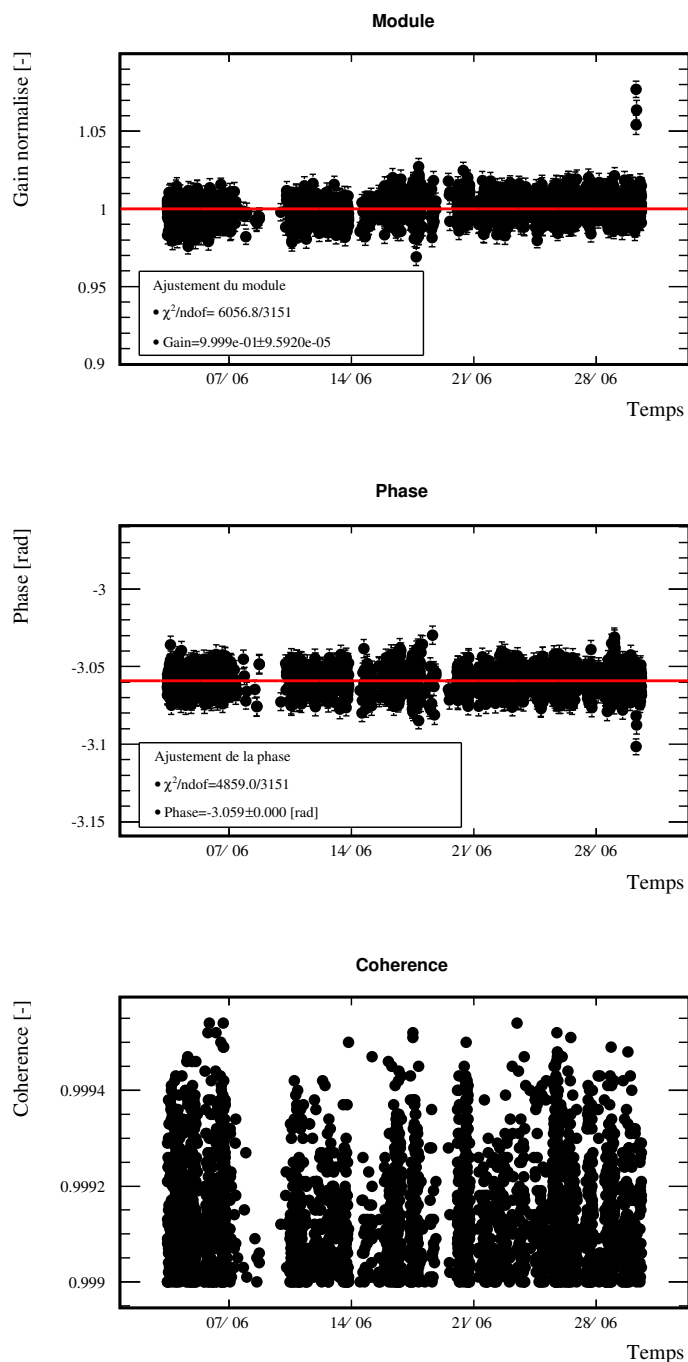 Module
Gain normalise [-]
1.05
1
0.95
0.9
Ajustement du module
• χ²/ndof= 6056.8/3151
• Gain=9.999e-01±9.5920e-05
07/06 14/06 21/06 28/06
Temps
Phase
Phase [rad]
-3
-3.05
-3.1
-3.15
Ajustement de la phase
• χ²/ndof=4859.0/3151
• Phase=-3.059±0.000 [rad]
07/06 14/06 21/06 28/06
Temps
Coherence
Coherence [-]
0.9994
0.9992
0.999
07/06 14/06 21/06 28/06
Temps